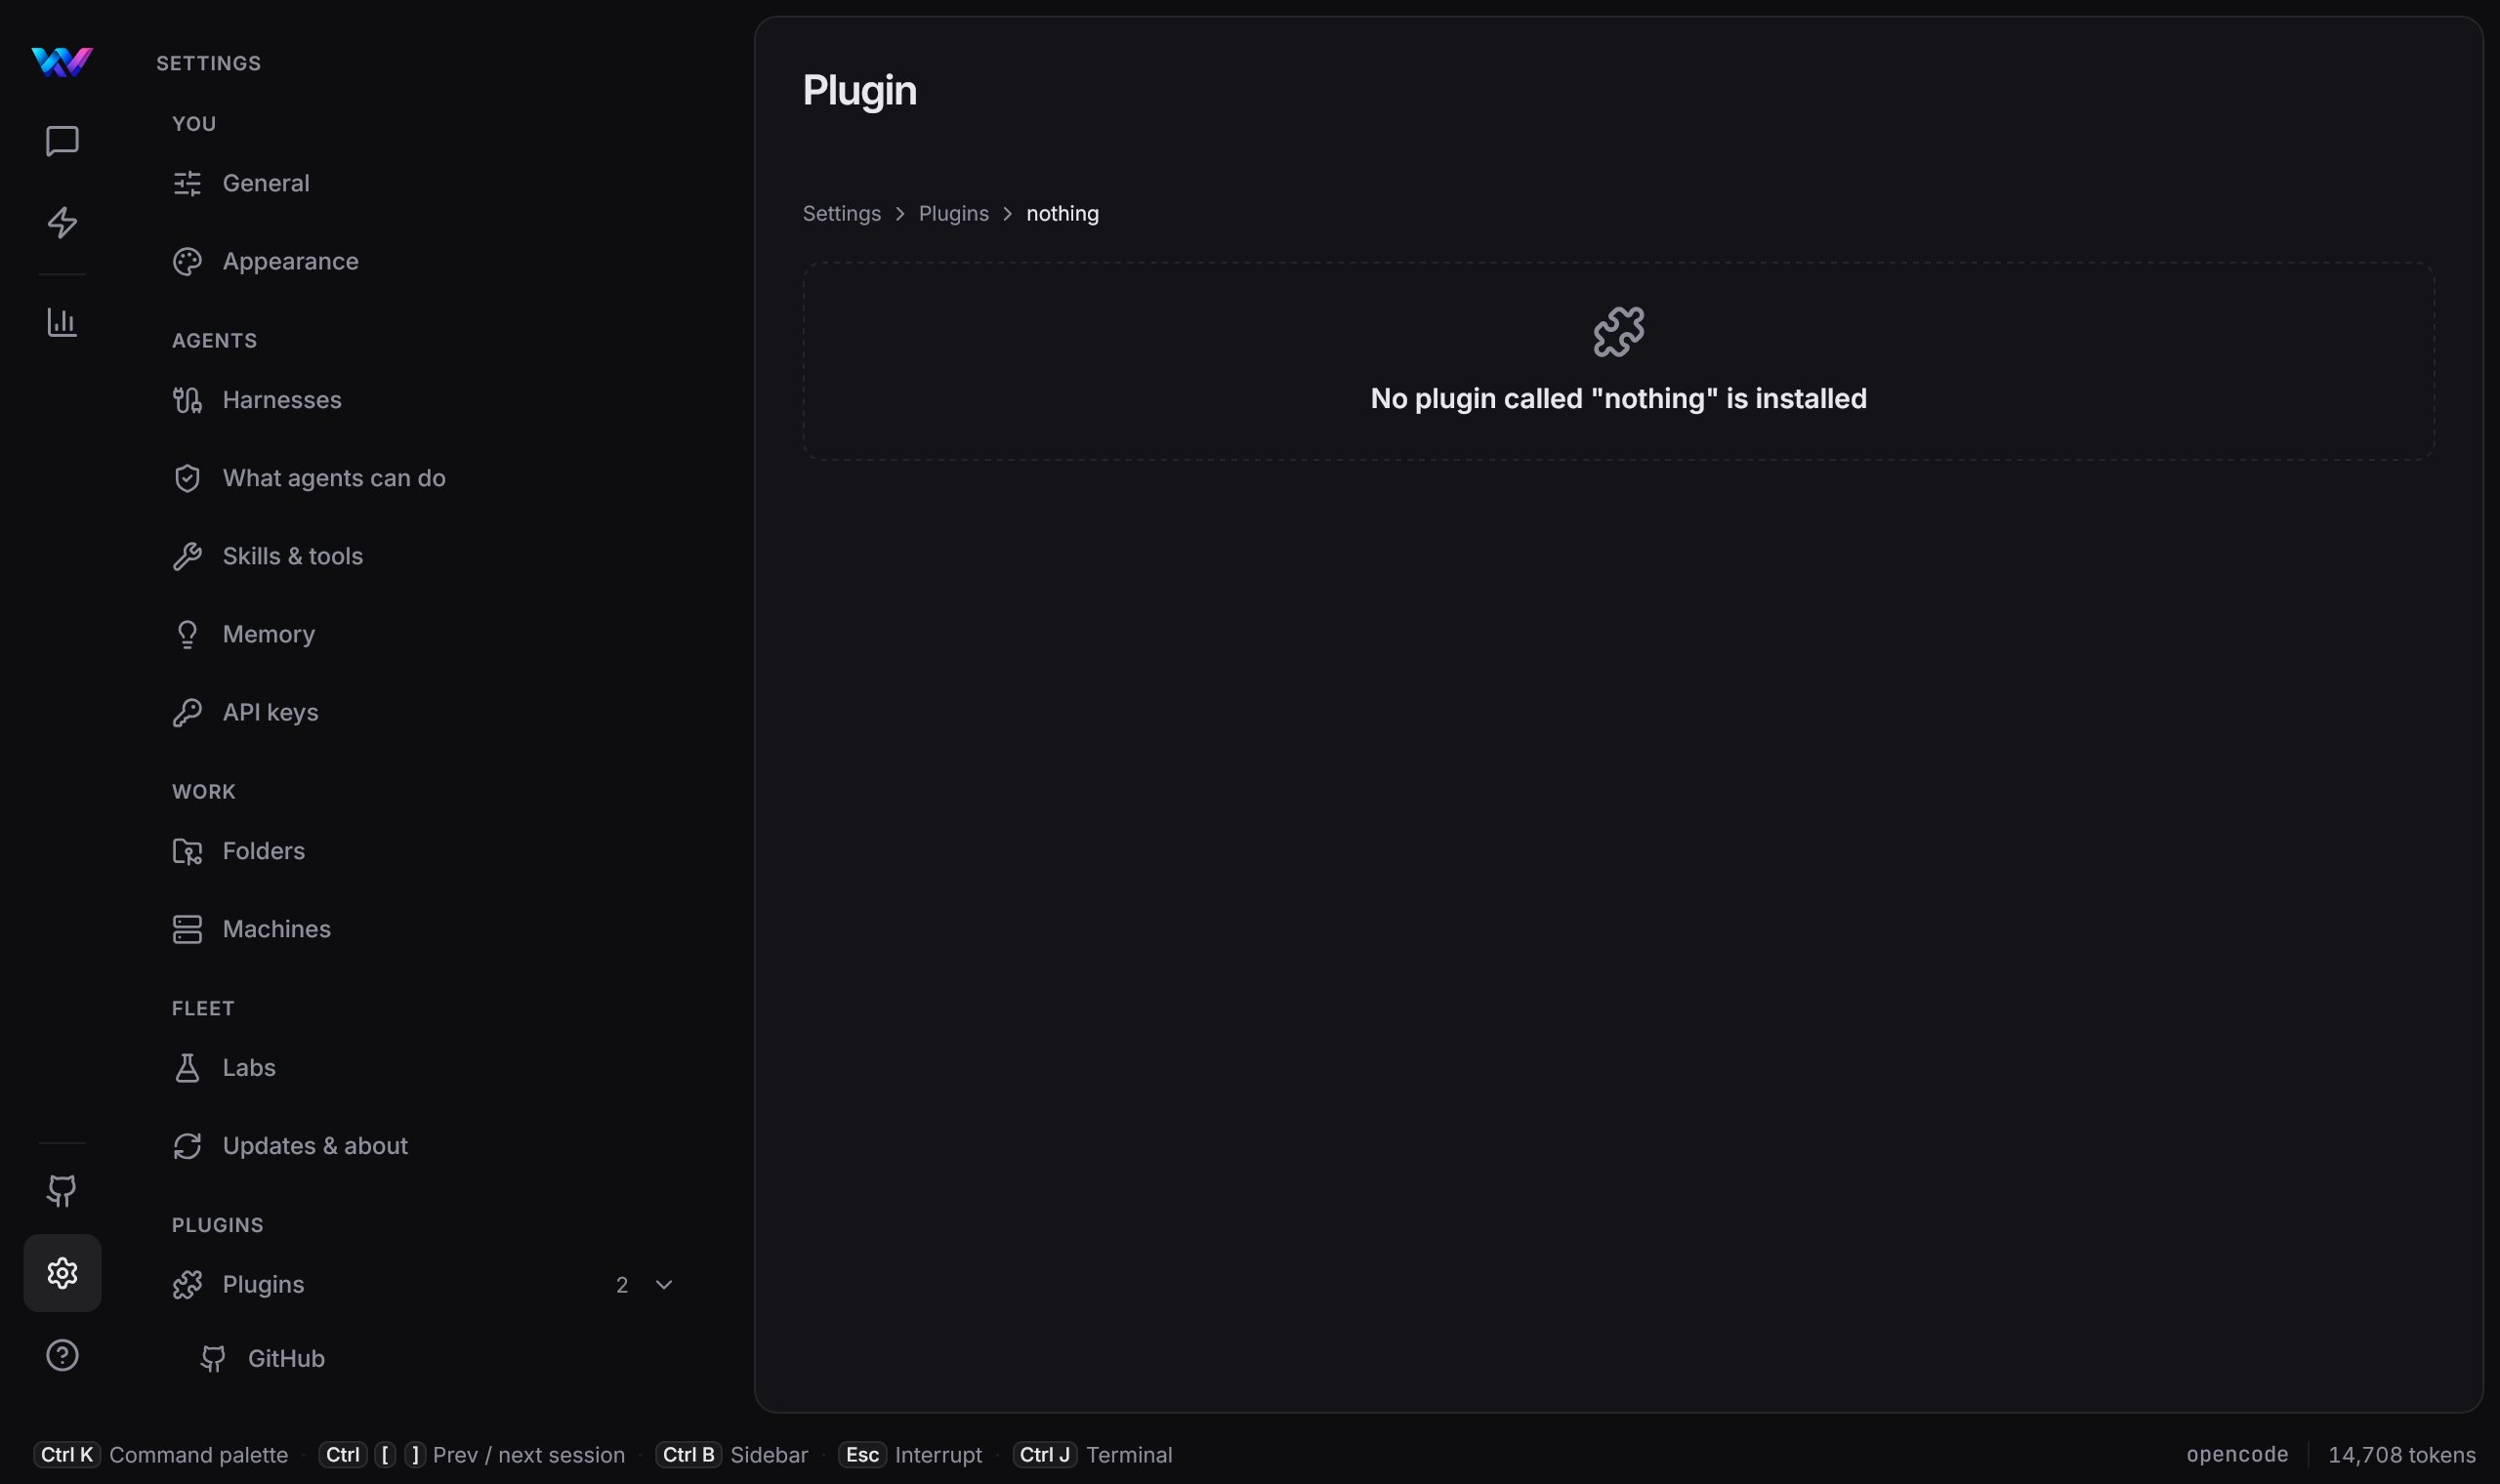 SETTINGS
YOU
General
Appearance
AGENTS
Harnesses
What agents can do
Skills & tools
Memory
API keys
WORK
Folders
Machines
FLEET
Labs
Updates & about
PLUGINS
Plugins 2
GitHub
Plugin
Settings > Plugins > nothing
No plugin called "nothing" is installed
Ctrl K Command palette · Ctrl [ ] Prev / next session · Ctrl B Sidebar · Esc Interrupt · Ctrl J Terminal
opencode 14,708 tokens